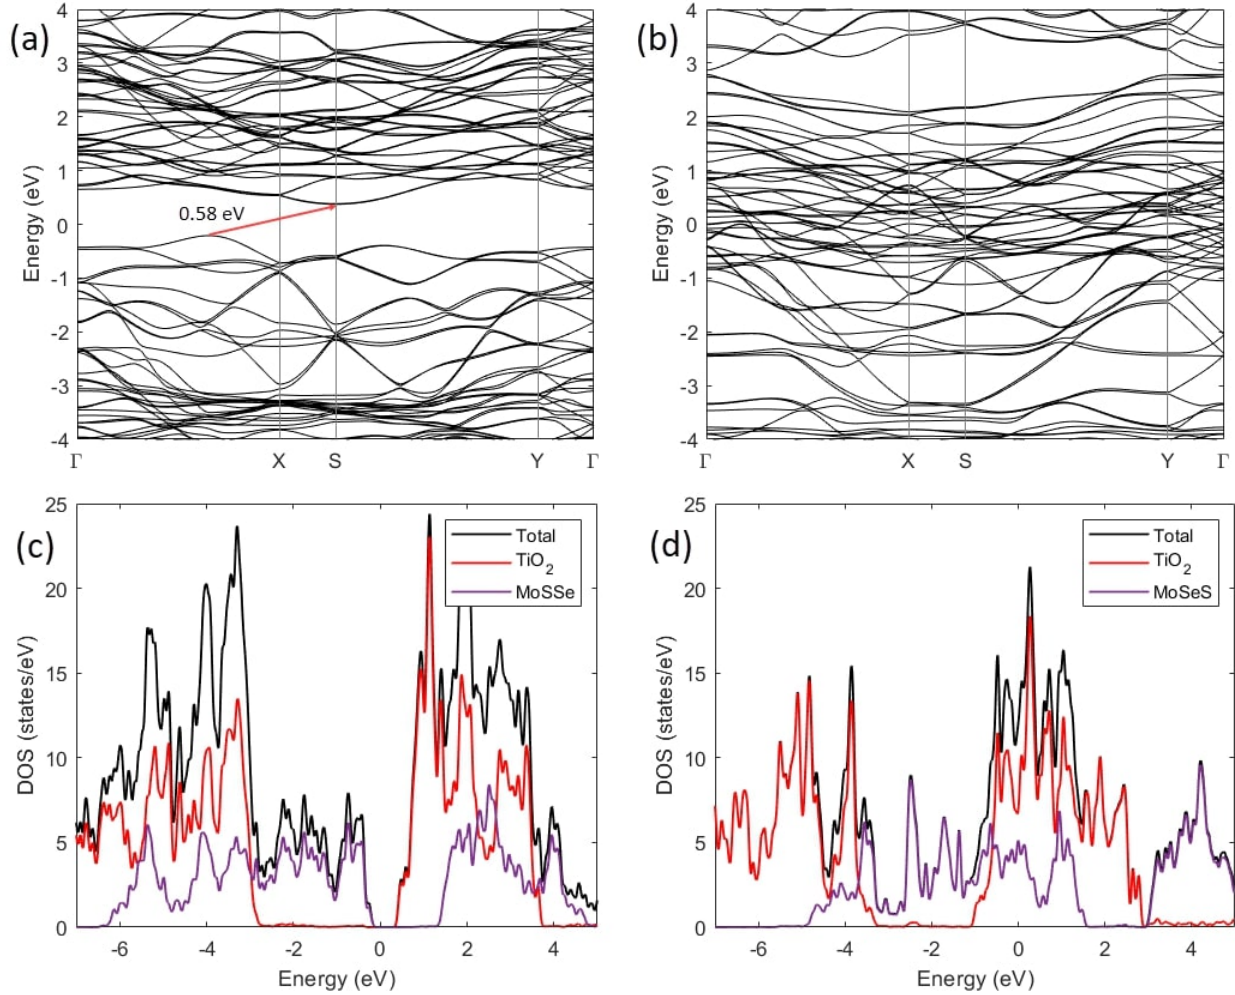 (a)
4
3
2
1
0
-1
-2
-3
-4
Energy (eV)
0.58 eV
Γ X S Y Γ
(b)
4
3
2
1
0
-1
-2
-3
-4
Energy (eV)
Γ X S Y Γ
(c)
25
20
15
10
5
0
DOS (states/eV)
Total
TiO2
MoSSe
-6 -4 -2 0 2 4
Energy (eV)
(d)
25
20
15
10
5
0
DOS (states/eV)
Total
TiO2
MoSeS
-6 -4 -2 0 2 4
Energy (eV)